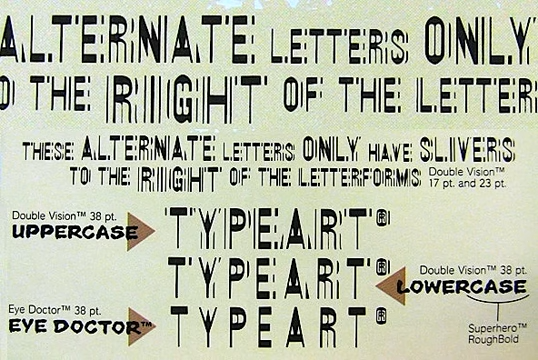 ALTERNATE LETTERS ONLY
O THE RIGHT OF THE LETTER
THESE ALTERNATE LETTERS ONLY HAVE SLIVERS
TO THE RIGHT OF THE LETTERFORMS Double Vision™ 17 pt. and 23 pt.
Double Vision™ 38 pt.
UPPERCASE
TYPEART®
TYPEART®
Double Vision™ 38 pt.
LOWERCASE
Eye Doctor™ 38 pt.
EYE DOCTOR™
TYPEART®
Superhero™
RoughBold